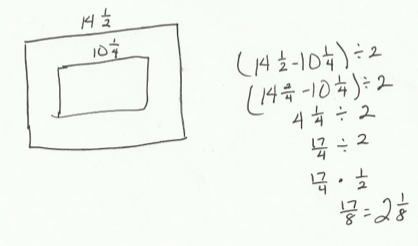 14 1/2
10 1/4
(14 1/2 - 10 1/4) ÷ 2
(14 2/4 - 10 1/4) ÷ 2
4 1/4 ÷ 2
17/4 ÷ 2
17/4 · 1/2
17/8 = 2 1/8